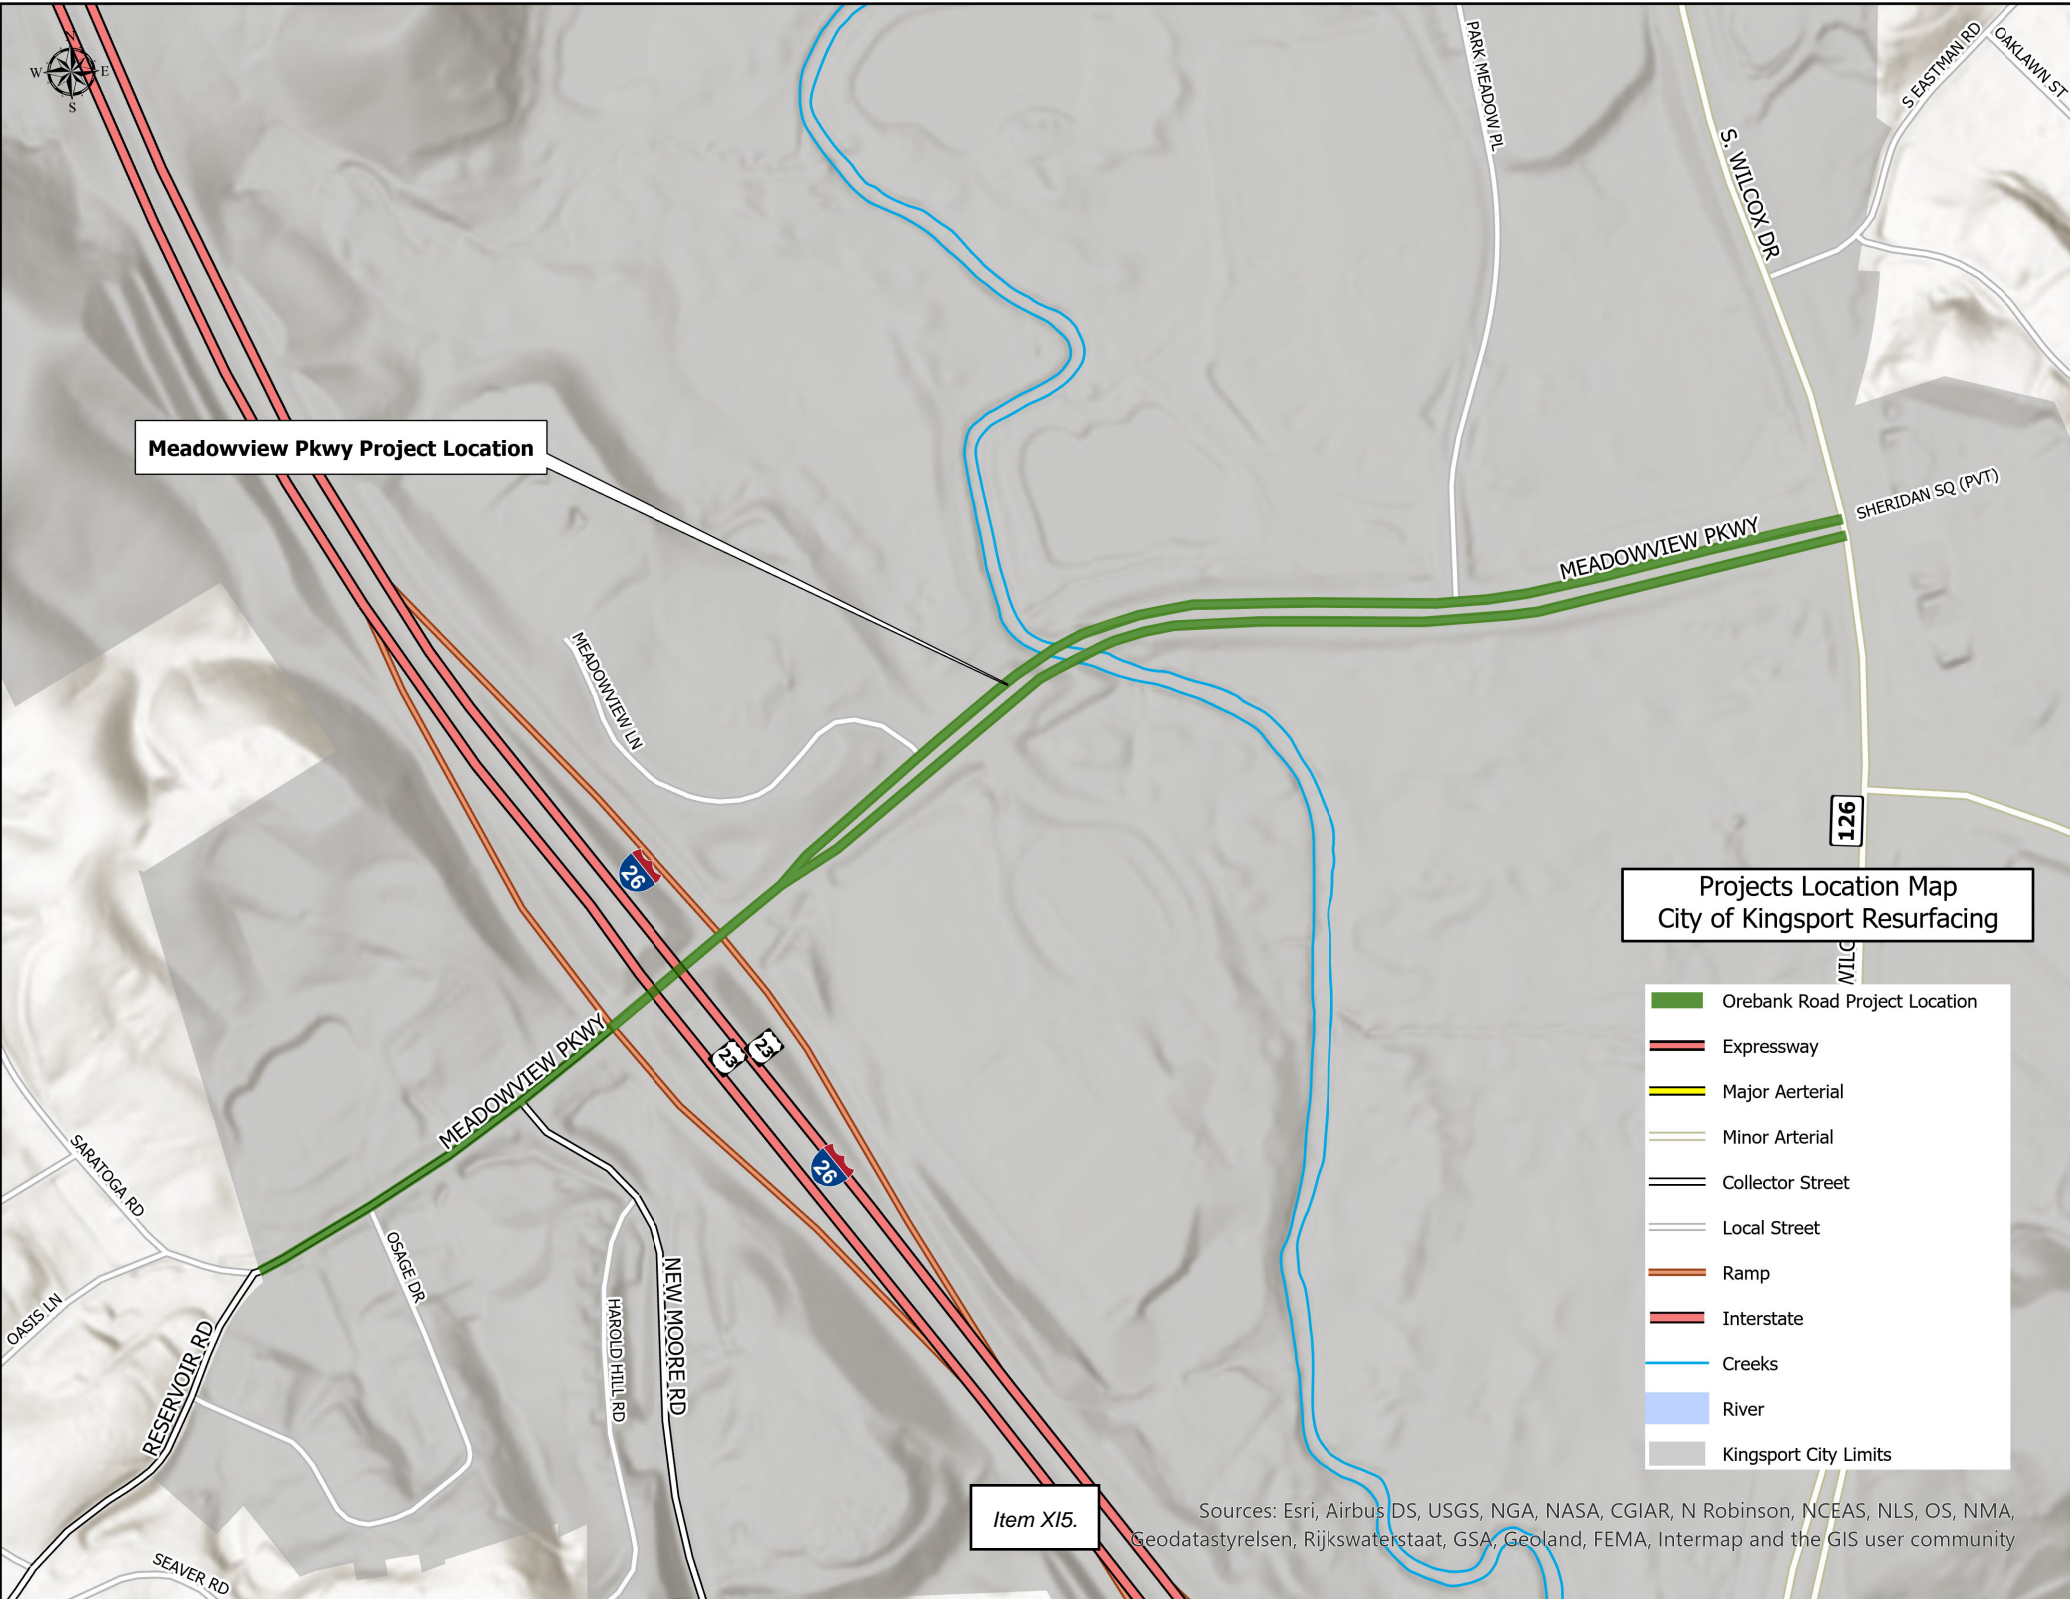 N
W
E
S
PARK MEADOW PL
S. WILCOX DR
S EASTMAN RD
OAKLAWN ST
Meadowview Pkwy Project Location
SHERIDAN SQ (PVT)
MEADOWVIEW PKWY
MEADOWVIEW LN
126
26
Projects Location Map
City of Kingsport Resurfacing
WILC
23
23
MEADOWVIEW PKWY
26
SARATOGA RD
OSAGE DR
OASIS LN
RESERVOIR RD
HAROLD HILL RD
NEW MOORE RD
SEAVER RD
Orebank Road Project Location
Expressway
Major Aerterial
Minor Arterial
Collector Street
Local Street
Ramp
Interstate
Creeks
River
Kingsport City Limits
Item XI5.
Sources: Esri, Airbus DS, USGS, NGA, NASA, CGIAR, N Robinson, NCEAS, NLS, OS, NMA,
Geodatastyrelsen, Rijkswaterstaat, GSA, Geoland, FEMA, Intermap and the GIS user community